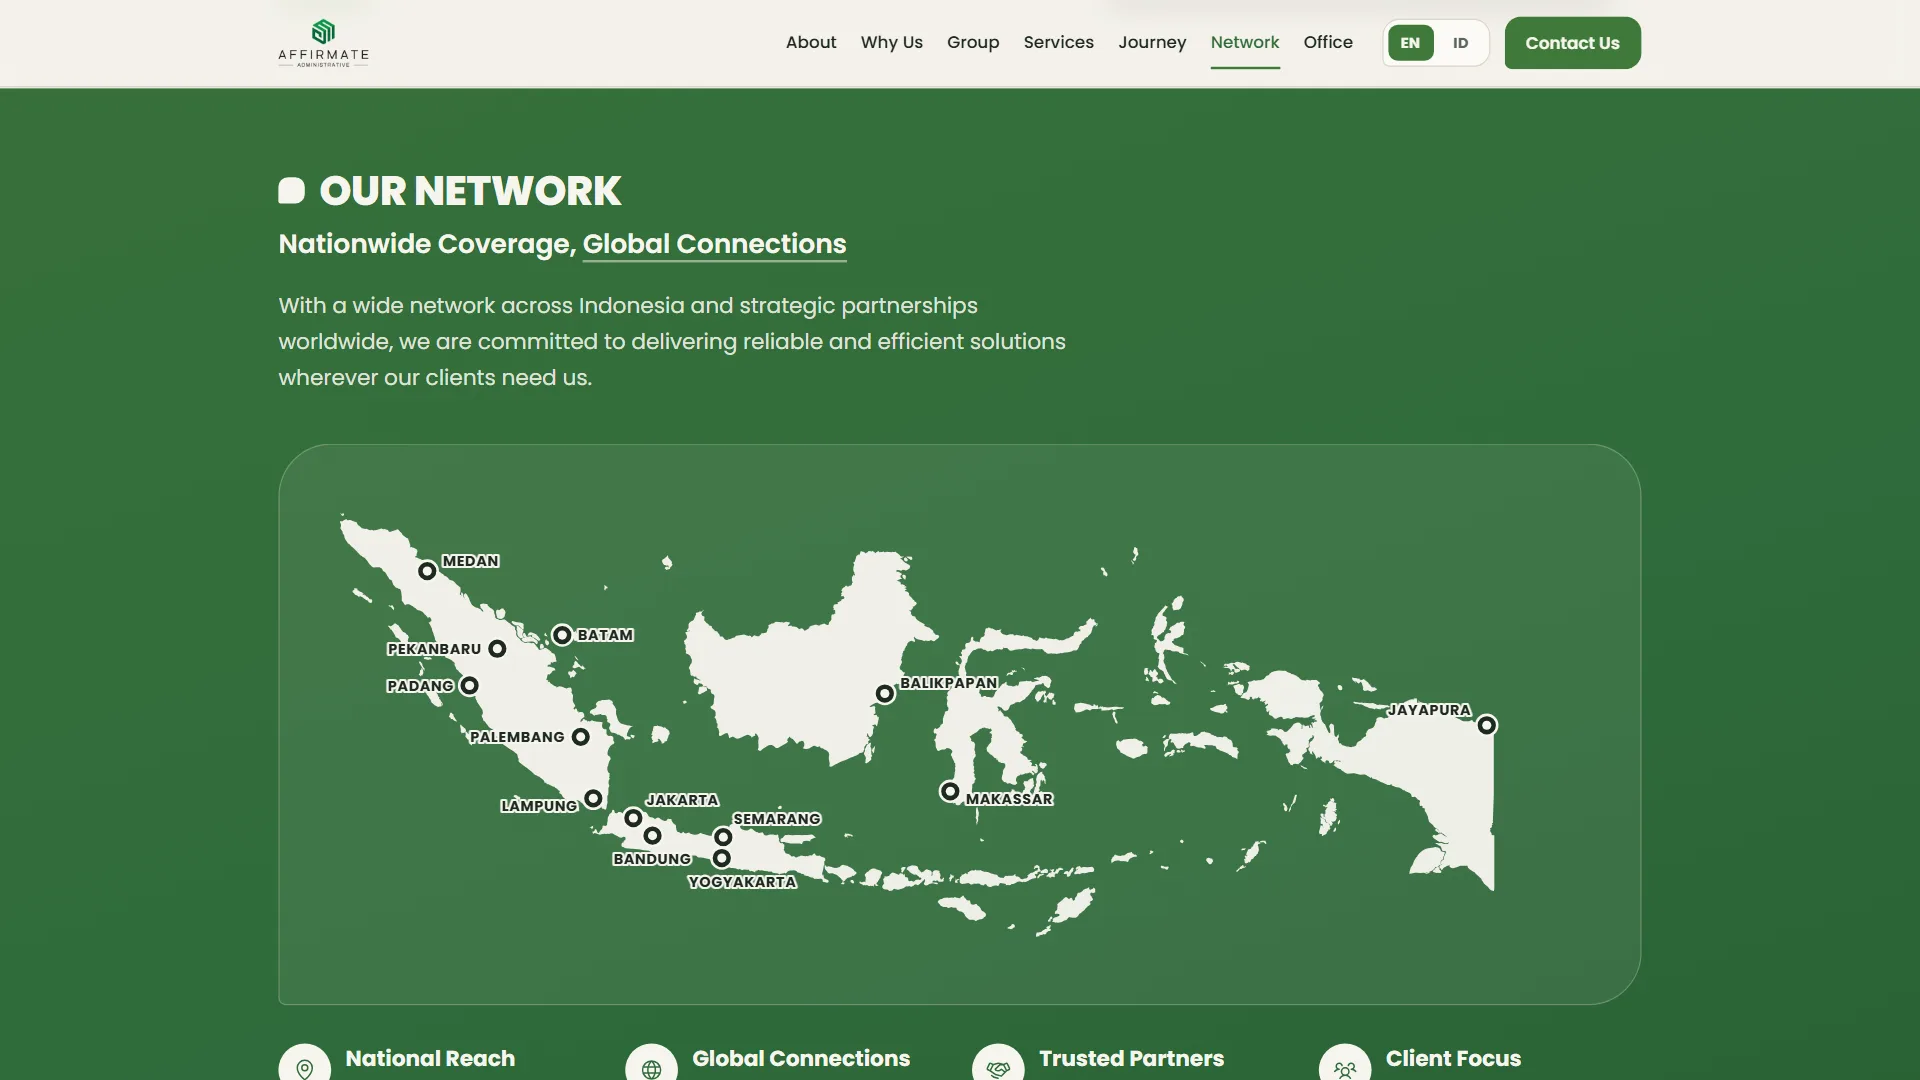 AFFIRMATE
ADMINISTRATIVE
About
Why Us
Group
Services
Journey
Network
Office
EN
ID
Contact Us
OUR NETWORK
Nationwide Coverage, Global Connections
With a wide network across Indonesia and strategic partnerships
worldwide, we are committed to delivering reliable and efficient solutions
wherever our clients need us.
MEDAN
BATAM
PEKANBARU
PADANG
BALIKPAPAN
JAYAPURA
PALEMBANG
LAMPUNG
JAKARTA
MAKASSAR
SEMARANG
BANDUNG
YOGYAKARTA
National Reach
Global Connections
Trusted Partners
Client Focus